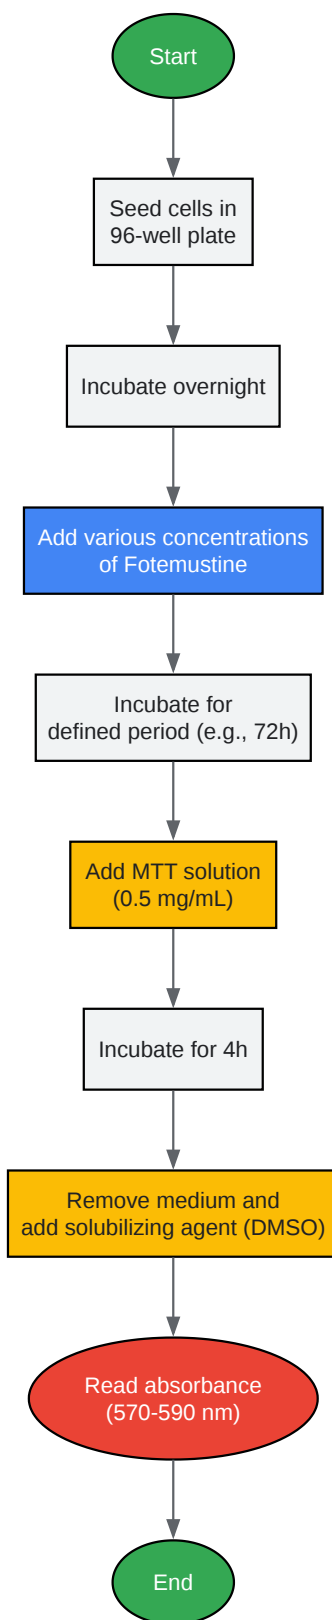 Start
Seed cells in
96-well plate
Incubate overnight
Add various concentrations
of Fotemustine
Incubate for
defined period (e.g., 72h)
Add MTT solution
(0.5 mg/mL)
Incubate for 4h
Remove medium and
add solubilizing agent (DMSO)
Read absorbance
(570-590 nm)
End